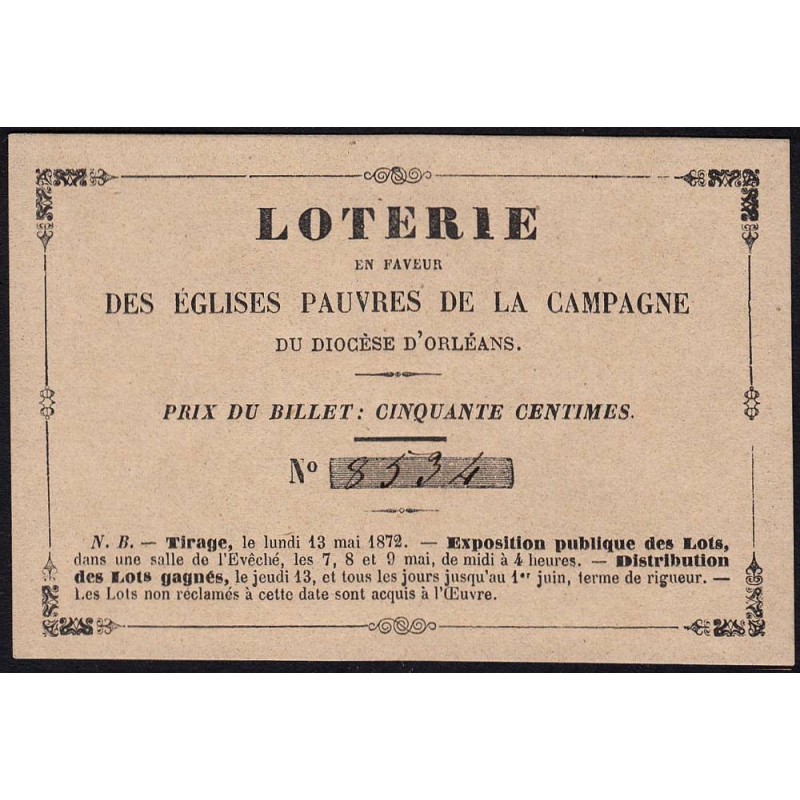 LOTERIE
EN FAVEUR
DES ÉGLISES PAUVRES DE LA CAMPAGNE
DU DIOCÈSE D'ORLÉANS.
PRIX DU BILLET : CINQUANTE CENTIMES.
No 8534
N. B. — Tirage, le lundi 13 mai 1872. — Exposition publique des Lots,
dans une salle de l'Evêché, les 7, 8 et 9 mai, de midi à 4 heures. — Distribution
des Lots gagnés, le jeudi 13, et tous les jours jusqu'au 1er juin, terme de rigueur. —
Les Lots non réclamés à cette date sont acquis à l'Œuvre.